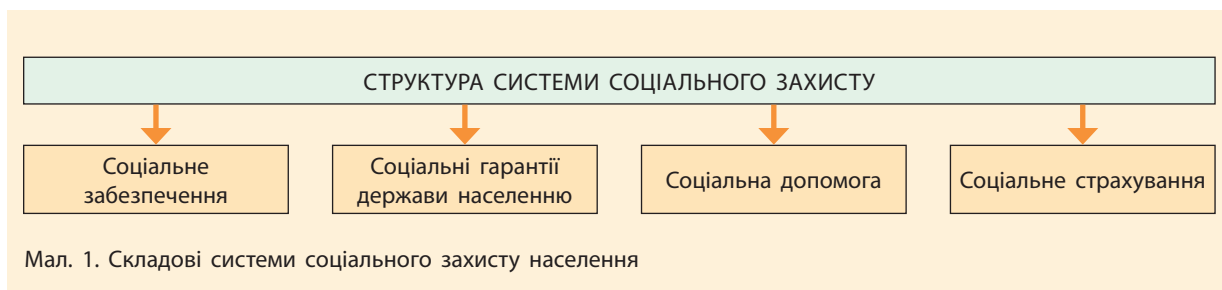 СТРУКТУРА СИСТЕМИ СОЦІАЛЬНОГО ЗАХИСТУ
Соціальне
забезпечення
Соціальні гарантії
держави населенню
Соціальна допомога
Соціальне страхування
Мал. 1. Складові системи соціального захисту населення